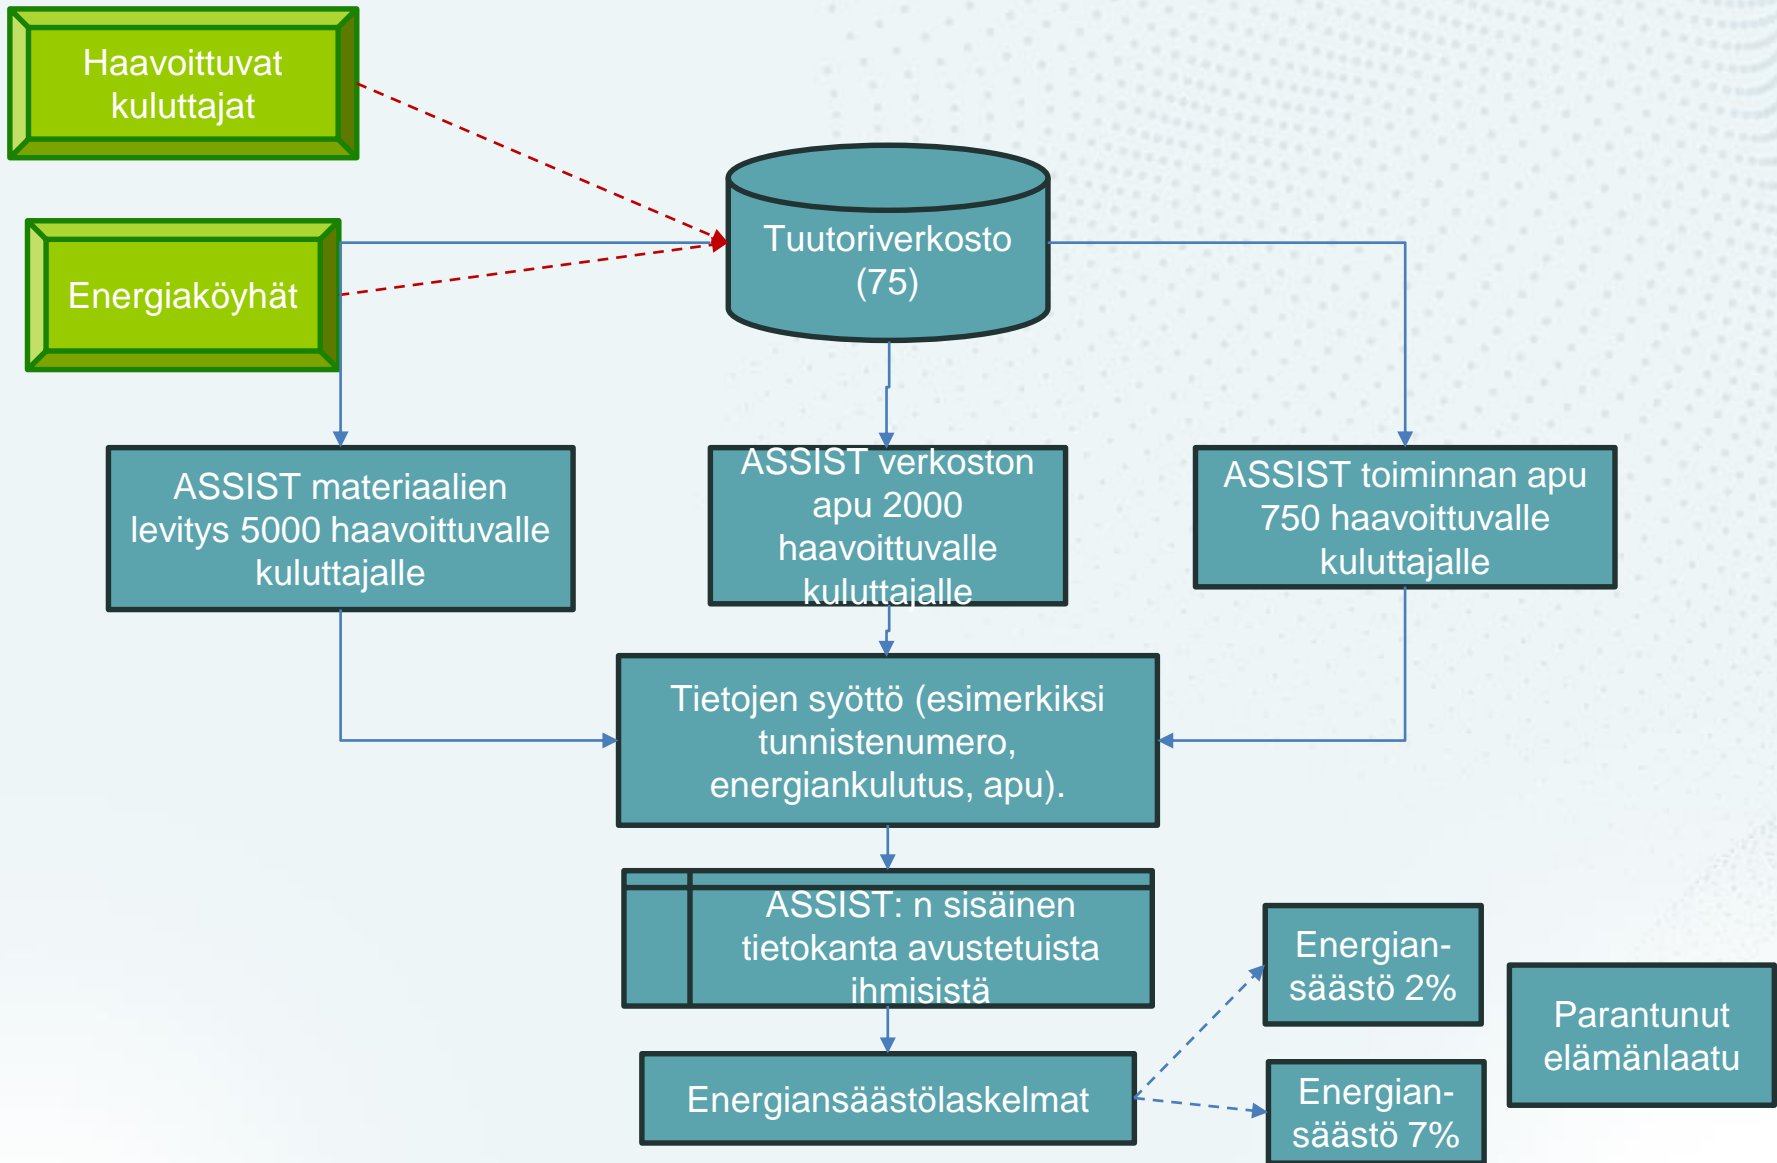 Haavoittuvat
kuluttajat
Energiaköyhät
Tuutoriverkosto
(75)
ASSIST materiaalien
levitys 5000 haavoittuvalle
kuluttajalle
ASSIST verkoston
apu 2000
haavoittuvalle
kuluttajalle
ASSIST toiminnan apu
750 haavoittuvalle
kuluttajalle
Tietojen syöttö (esimerkiksi
tunnistenumero,
energiankulutus, apu).
ASSIST: n sisäinen
tietokanta avustetuista
ihmisistä
Energiansäästölaskelmat
Energian-
säästö 2%
Energian-
säästö 7%
Parantunut
elämänlaatu